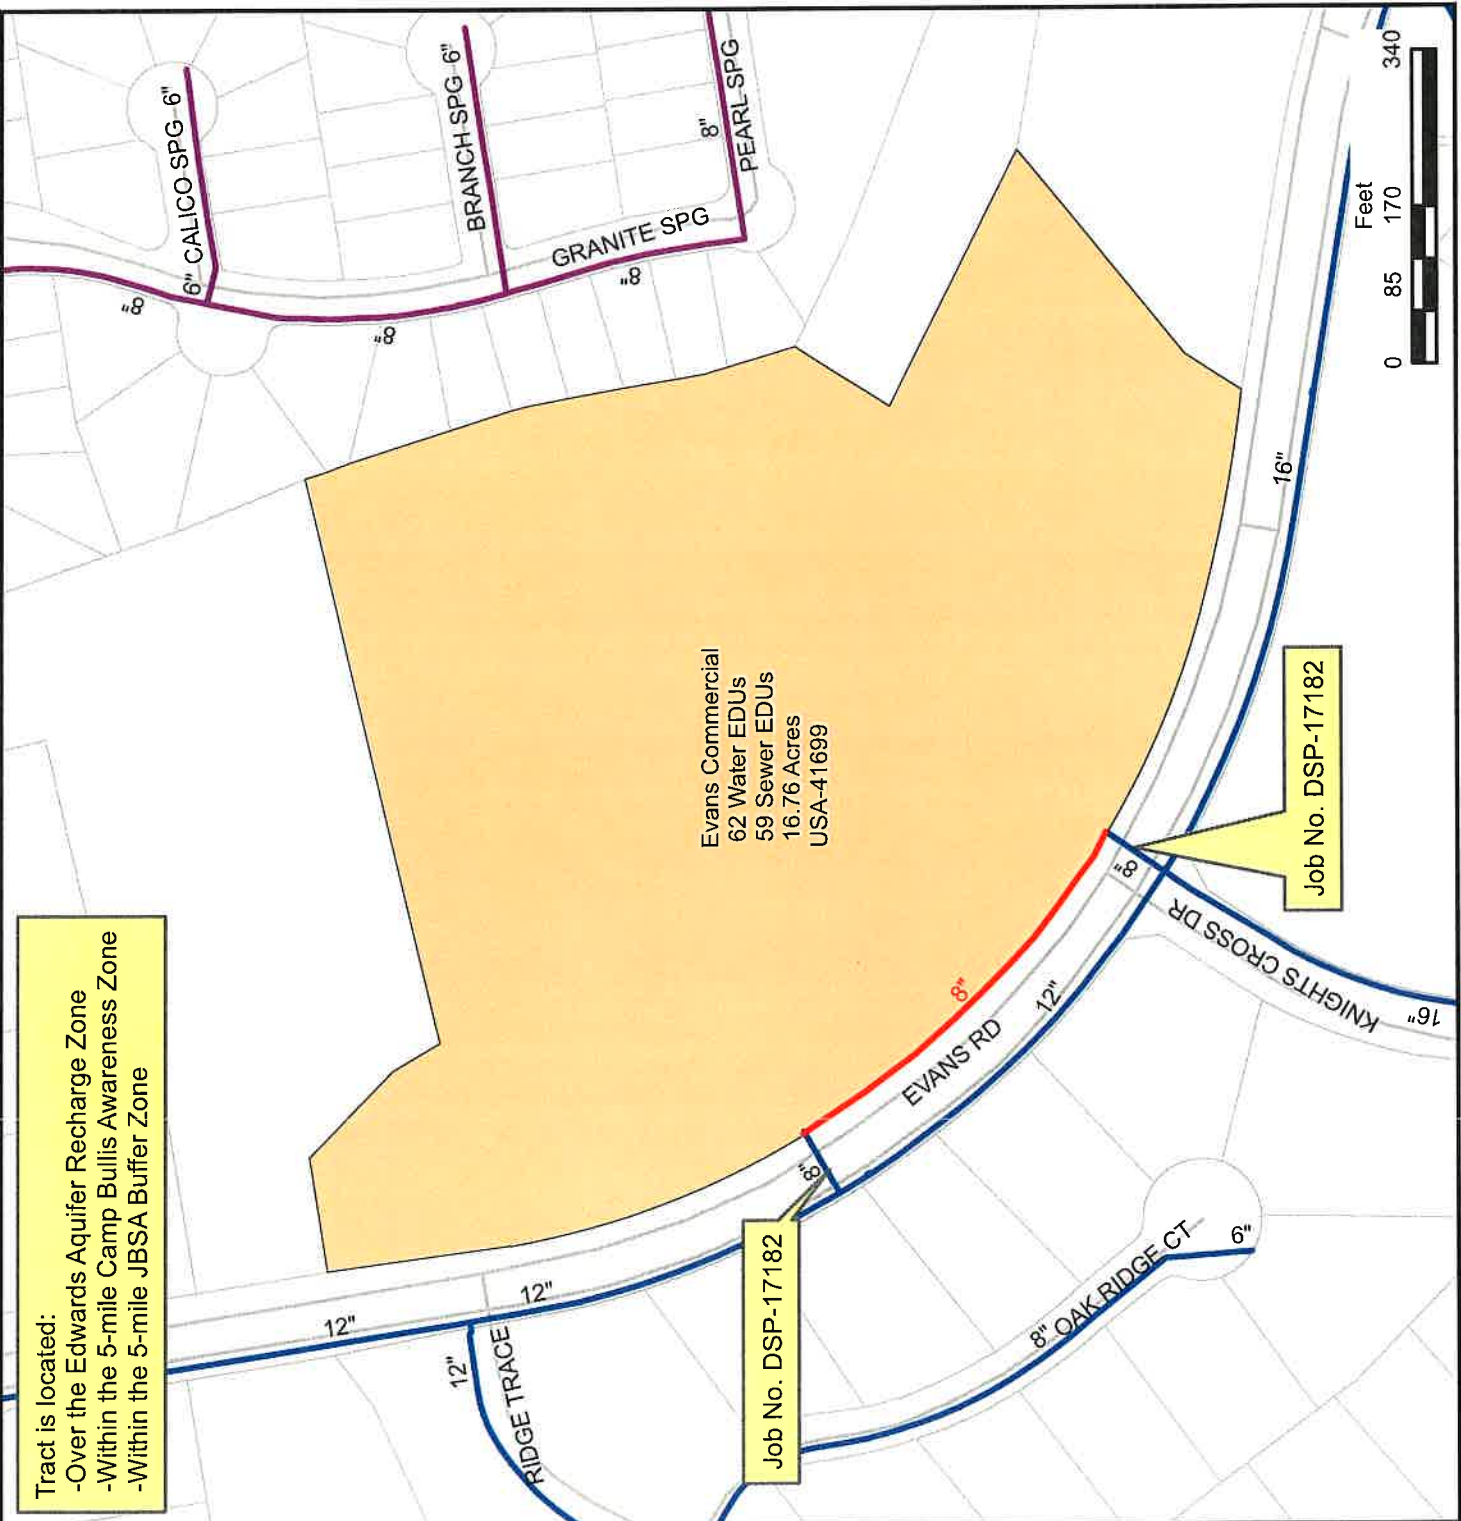 Tract is located:
-Over the Edwards Aquifer Recharge Zone
-Within the 5-mile Camp Bullis Awareness Zone
-Within the 5-mile JBSA Buffer Zone
12"
12"
12"
RIDGE TRACE
Job No. DSP-17182
8"
8" OAK RIDGE CT
6"
EVANS RD
12"
8"
Evans Commercial
62 Water EDUs
59 Sewer EDUs
16.76 Acres
USA-41699
8"
KNIGHTS CROSS DR
16"
Job No. DSP-17182
16"
8"
6" CALICO SPG 6"
8"
BRANCH SPG 6"
GRANITE SPG
8"
8"
PEARL SPG
Feet
0 85 170 340